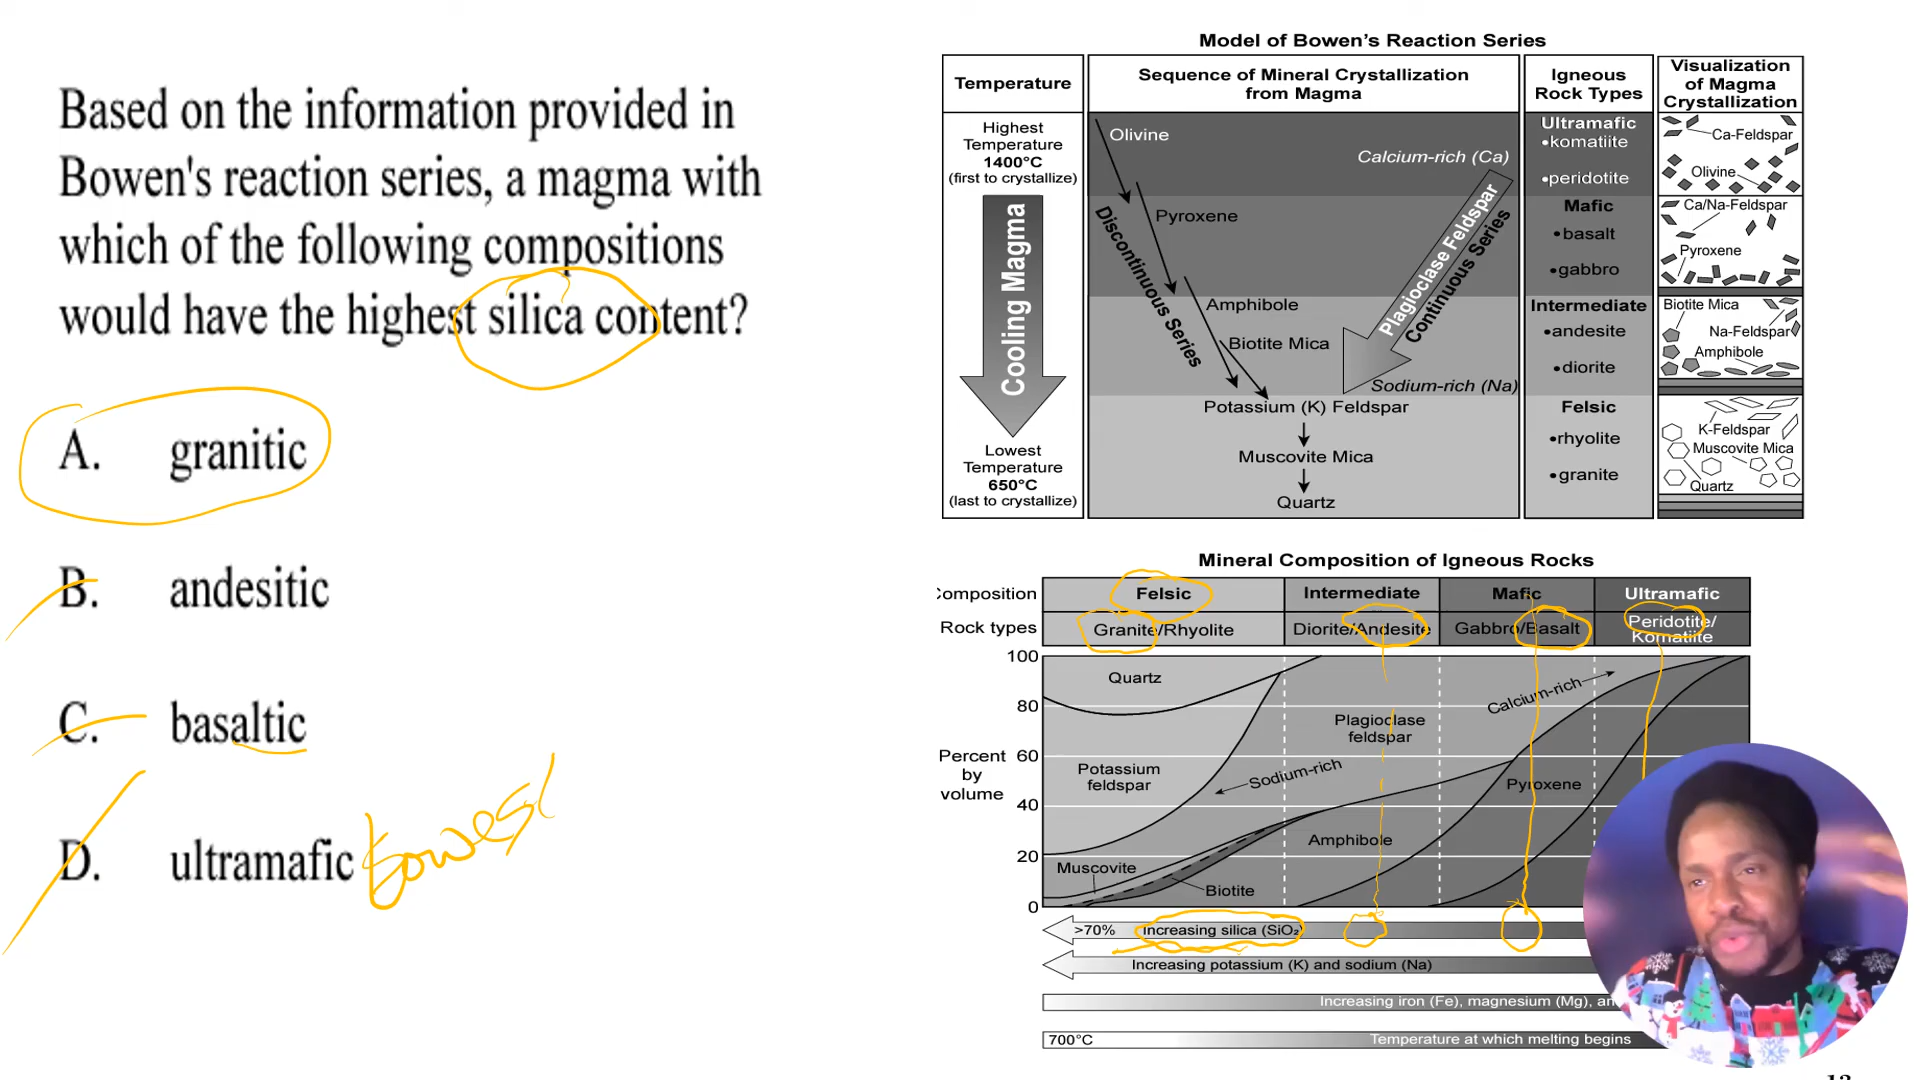 Based on the information provided in
Bowen's reaction series, a magma with
which of the following compositions
would have the highest silica content?
A. granitic
B. andesitic
C. basaltic
D. ultramafic
lowest
Model of Bowen's Reaction Series
Temperature
Sequence of Mineral Crystallization
from Magma
Igneous
Rock Types
Visualization
of Magma
Crystallization
Highest
Temperature
1400°C
(first to crystallize)
Cooling Magma
Lowest
Temperature
650°C
(last to crystallize)
Olivine
Calcium-rich (Ca)
Pyroxene
Discontinuous Series
Plagioclase Feldspar
Continuous Series
Amphibole
Biotite Mica
Sodium-rich (Na)
Potassium (K) Feldspar
Muscovite Mica
Quartz
Ultramafic
•komatiite
•peridotite
Mafic
•basalt
•gabbro
Intermediate
•andesite
•diorite
Felsic
•rhyolite
•granite
Ca-Feldspar
Olivine
Ca/Na-Feldspar
Pyroxene
Biotite Mica
Na-Feldspar
Amphibole
K-Feldspar
Muscovite Mica
Quartz
Mineral Composition of Igneous Rocks
Composition Felsic Intermediate Mafic Ultramafic
Rock types Granite/Rhyolite Diorite/Andesite Gabbro/Basalt Peridotite/
Komatiite
Percent
by
volume
100
80
60
40
20
0
Quartz
Calcium-rich
Plagioclase
feldspar
Potassium
feldspar
Sodium-rich
Pyroxene
Amphibole
Muscovite
Biotite
>70% Increasing silica (SiO₂)
Increasing potassium (K) and sodium (Na)
Increasing iron (Fe), magnesium (Mg),
700°C Temperature at which melting begins